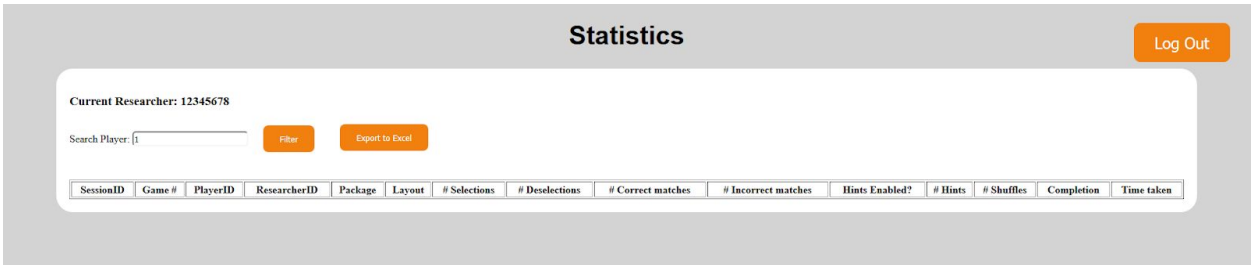 Statistics
Log Out
Current Researcher: 12345678
Search Player: 1 Filter Export to Excel
SessionID Game # PlayerID ResearcherID Package Layout # Selections # Deselections # Correct matches # Incorrect matches Hints Enabled? # Hints # Shuffles Completion Time taken